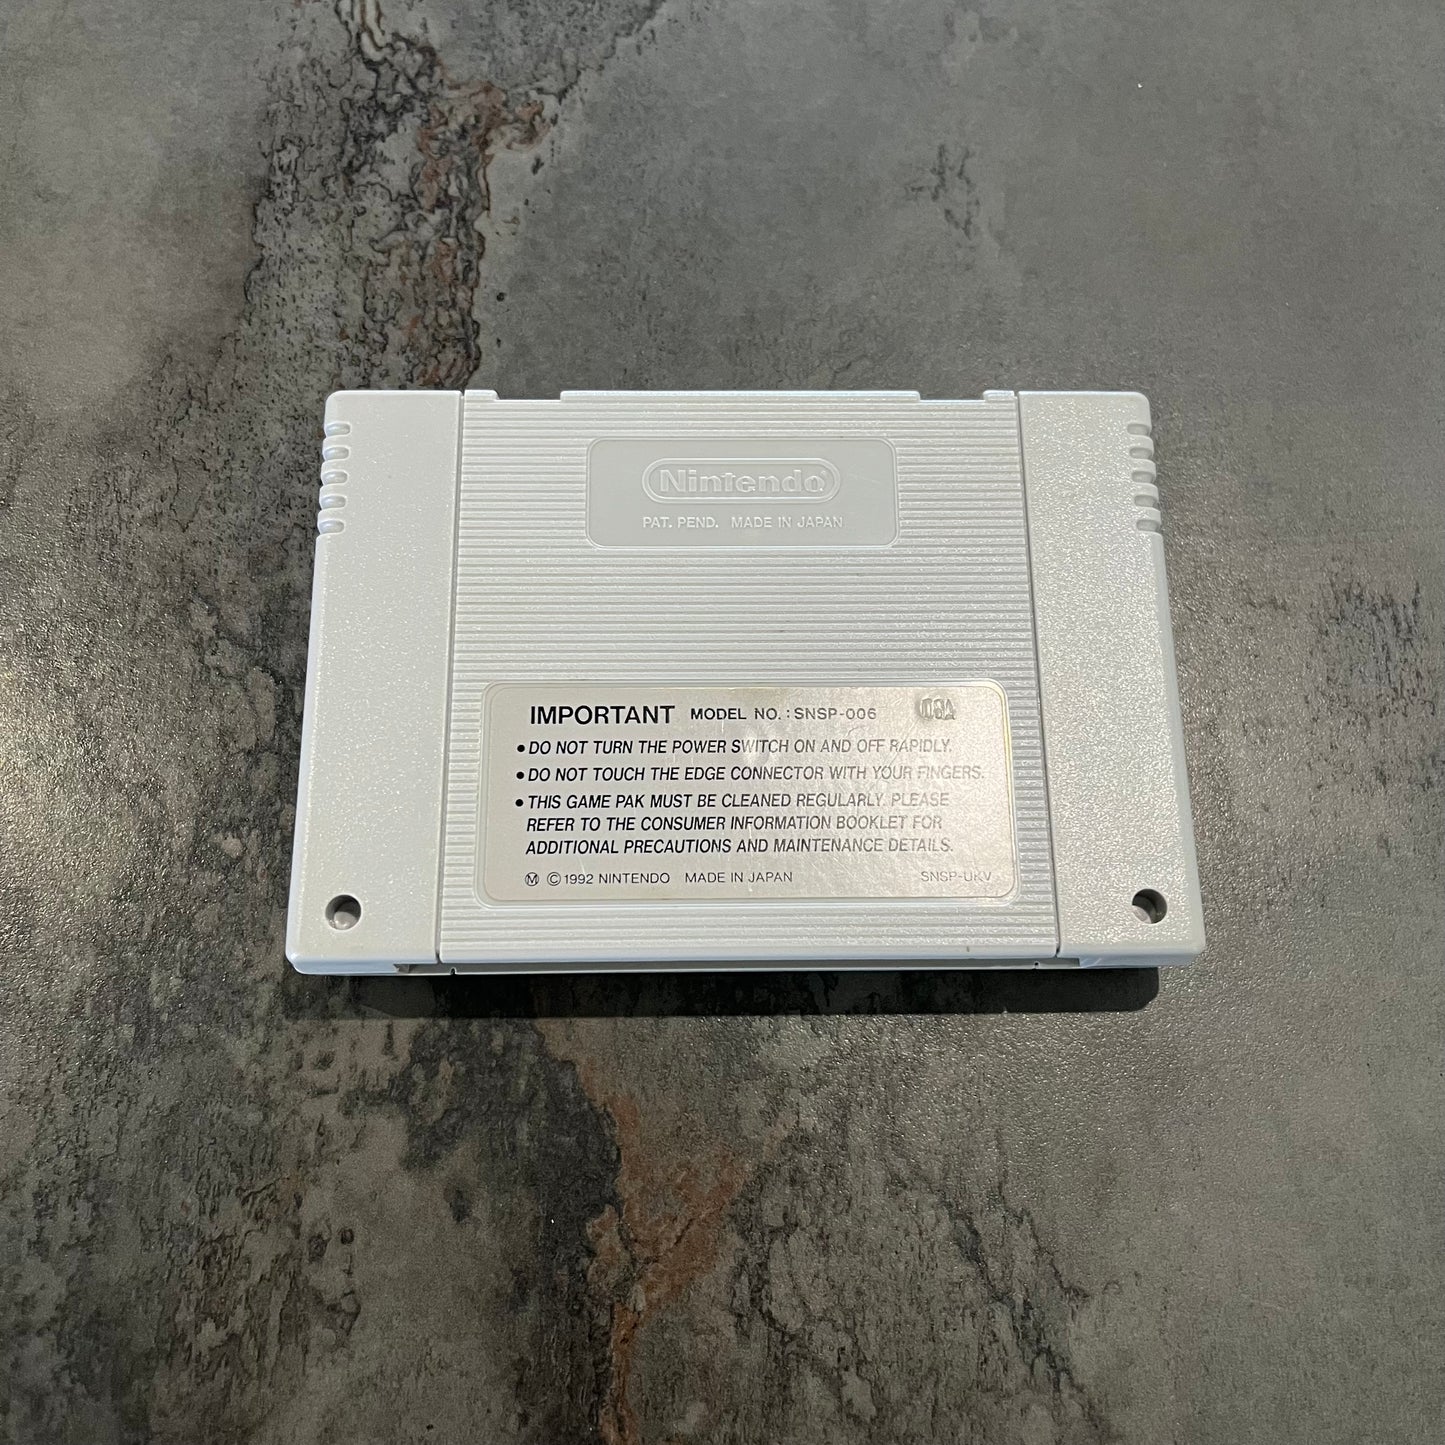 Nintendo®
PAT. PEND. MADE IN JAPAN
IMPORTANT MODEL NO.: SNSP-006
• DO NOT TURN THE POWER SWITCH ON AND OFF RAPIDLY.
• DO NOT TOUCH THE EDGE CONNECTOR WITH YOUR FINGERS.
• THIS GAME PAK MUST BE CLEANED REGULARLY. PLEASE
REFER TO THE CONSUMER INFORMATION BOOKLET FOR
ADDITIONAL PRECAUTIONS AND MAINTENANCE DETAILS.
Ⓜ © 1992 NINTENDO MADE IN JAPAN SNSP-UKV